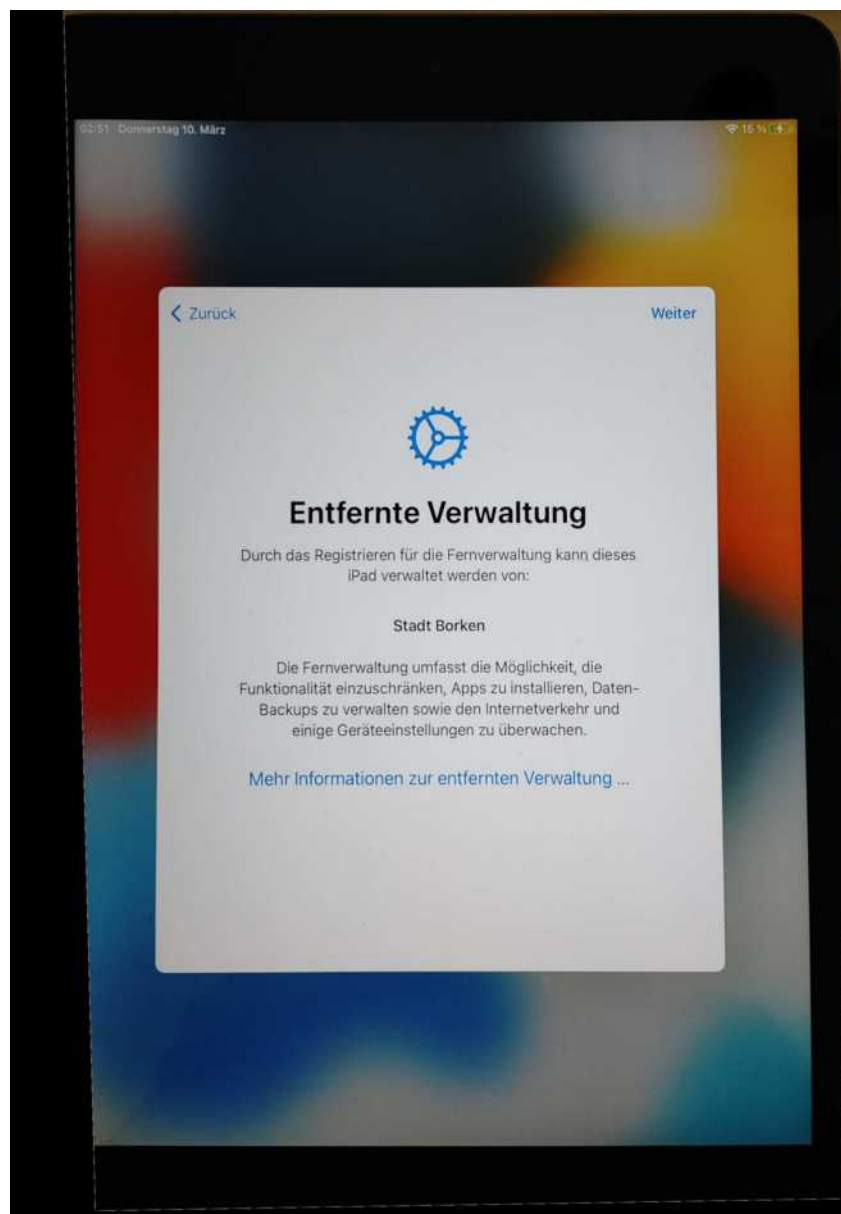 02:51 Donnerstag 10. März
15 %
Zurück
Weiter
Entfernte Verwaltung
Durch das Registrieren für die Fernverwaltung kann dieses
iPad verwaltet werden von:
Stadt Borken
Die Fernverwaltung umfasst die Möglichkeit, die
Funktionalität einzuschränken, Apps zu installieren, Daten-
Backups zu verwalten sowie den Internetverkehr und
einige Geräteeinstellungen zu überwachen.
Mehr Informationen zur entfernten Verwaltung ...